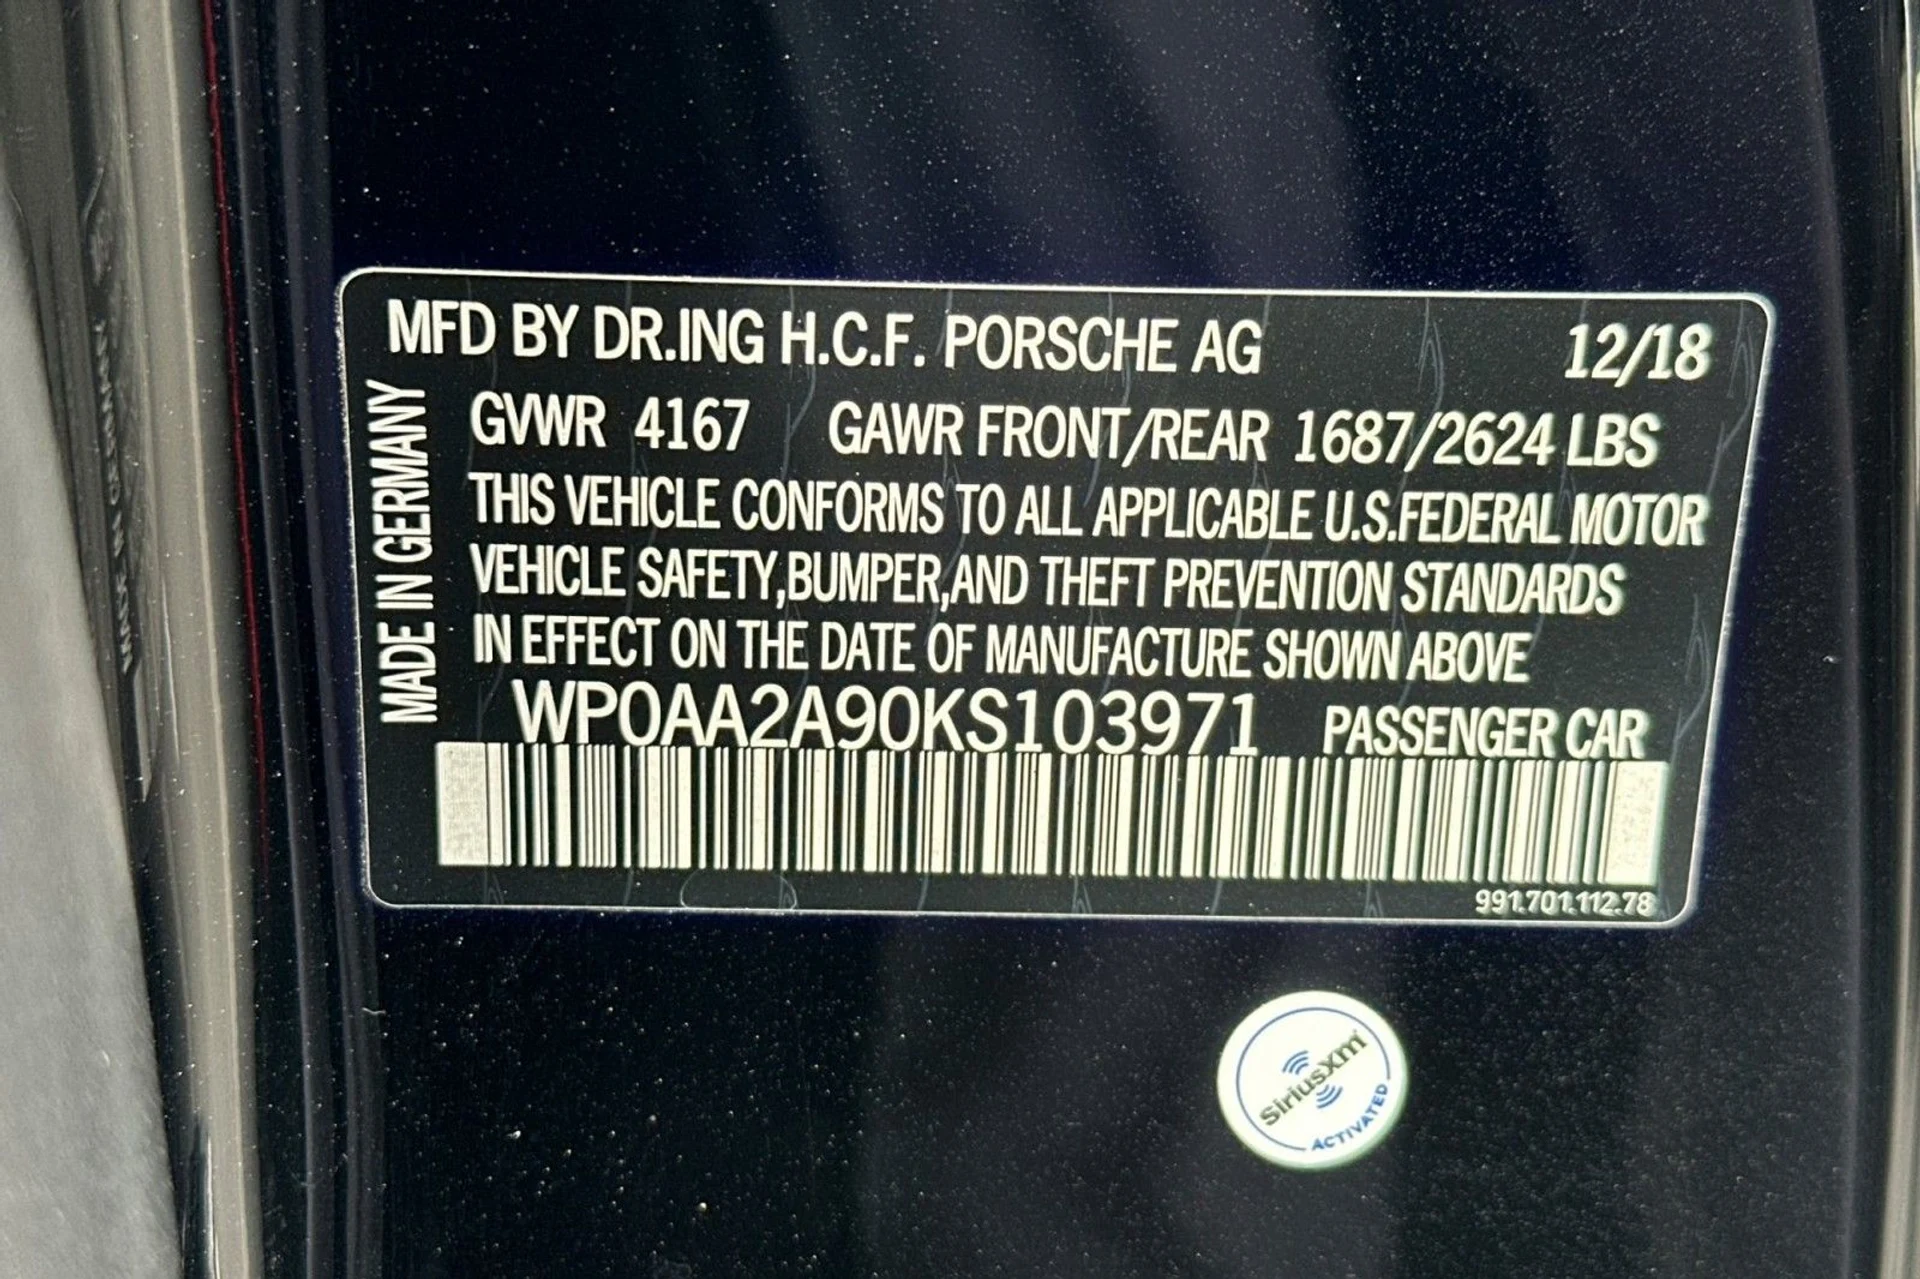 MFD BY DR.ING H.C.F. PORSCHE AG 12/18
GVWR 4167 GAWR FRONT/REAR 1687/2624 LBS
THIS VEHICLE CONFORMS TO ALL APPLICABLE U.S.FEDERAL MOTOR
VEHICLE SAFETY,BUMPER,AND THEFT PREVENTION STANDARDS
IN EFFECT ON THE DATE OF MANUFACTURE SHOWN ABOVE
WP0AA2A90KS103971 PASSENGER CAR
MADE IN GERMANY
991.701.112.78
SiriusXm
ACTIVATED